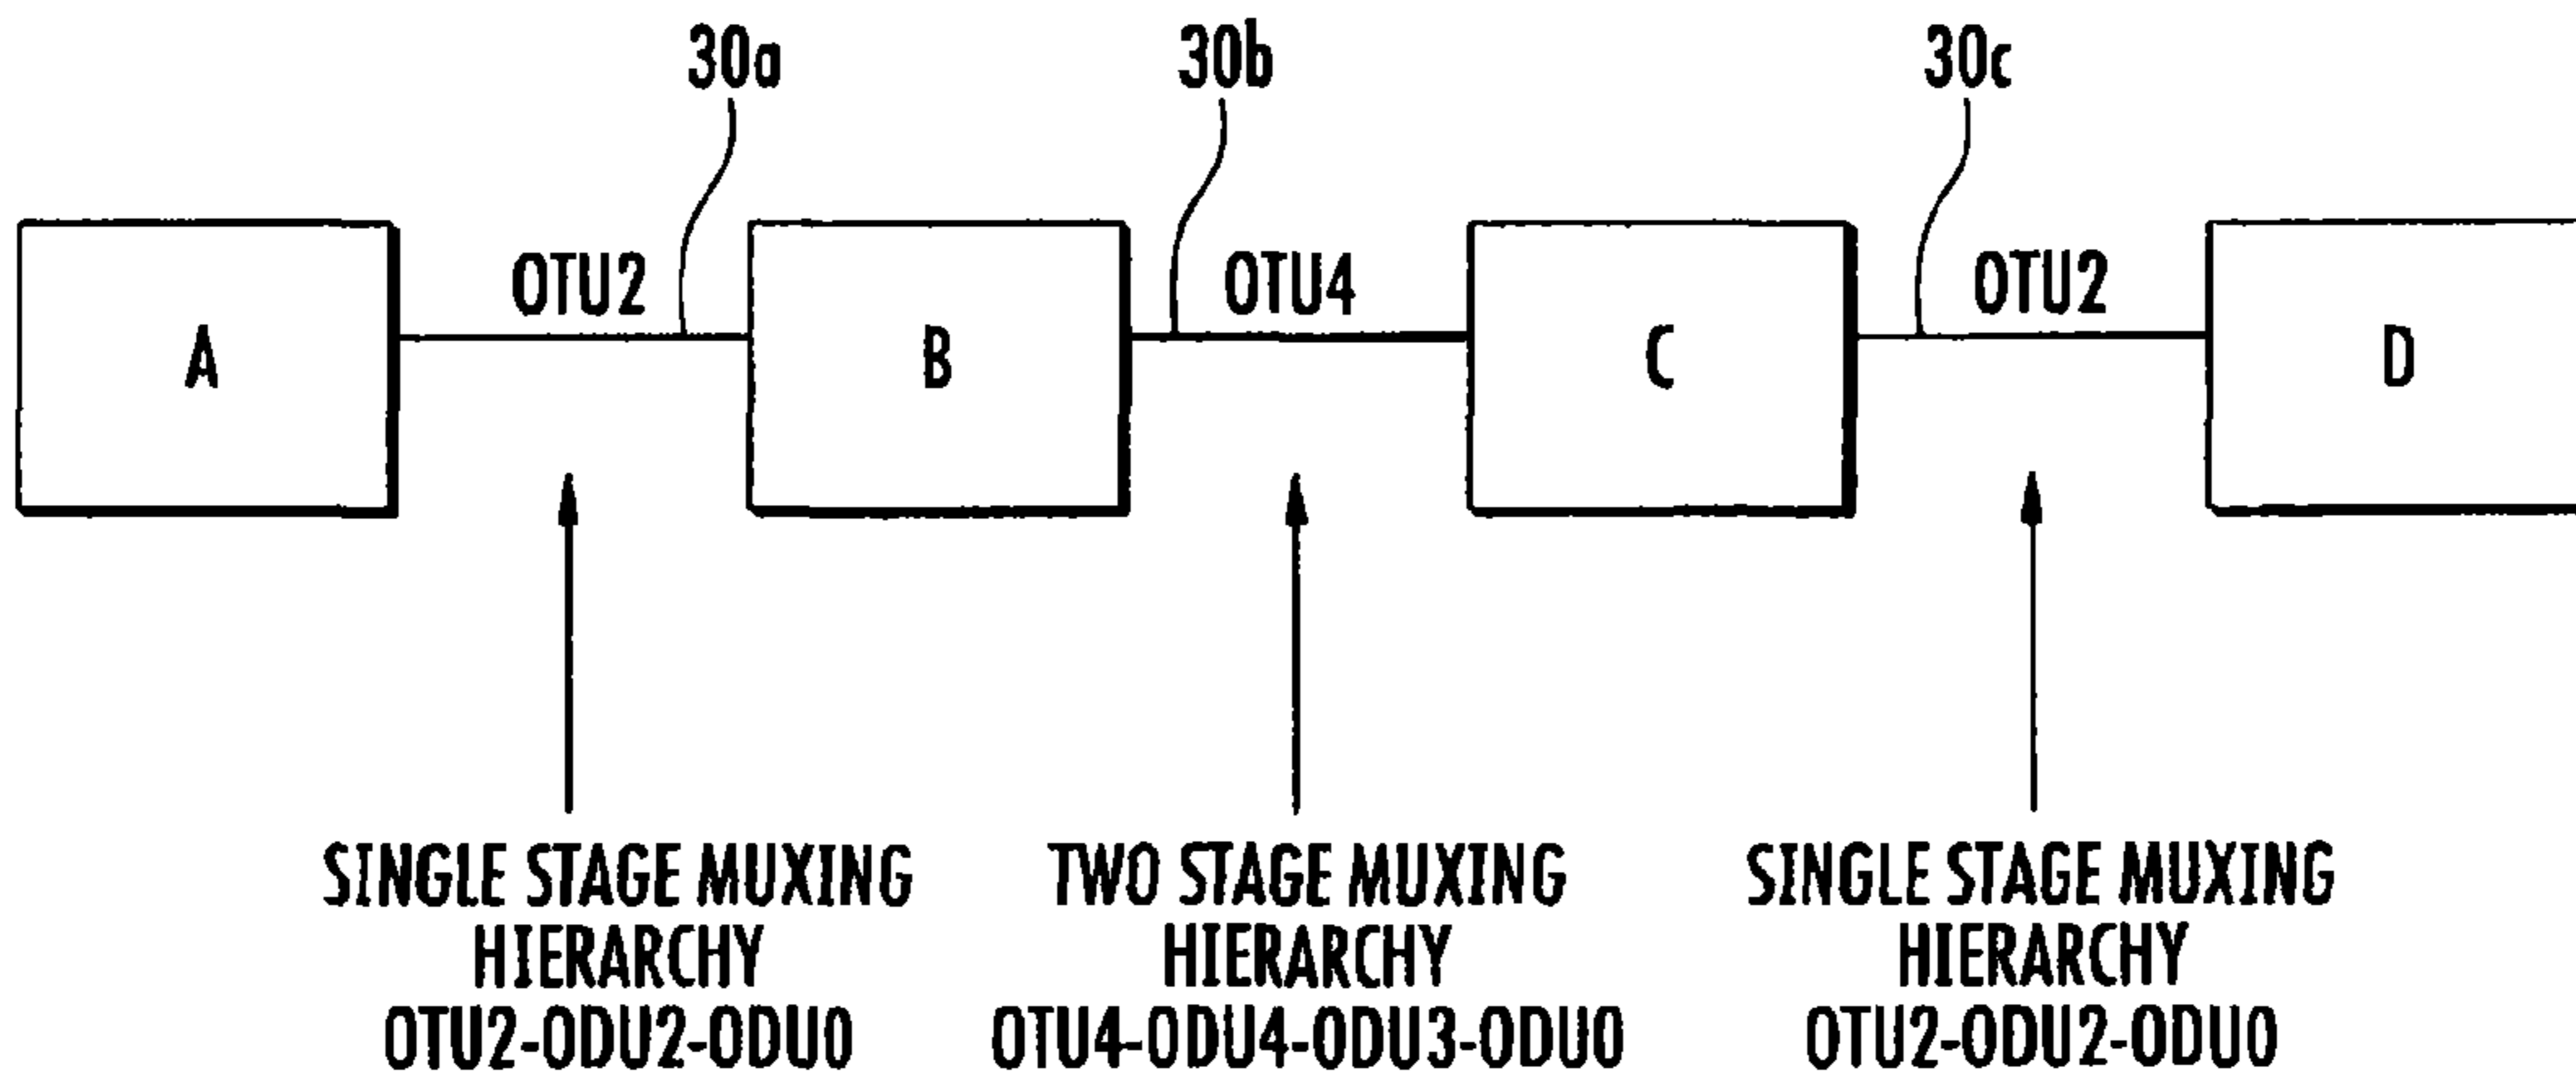 30a 30b 30c
OTU2 OTU4 OTU2
A B C D
SINGLE STAGE MUXING
HIERARCHY
OTU2-ODU2-ODU0
TWO STAGE MUXING
HIERARCHY
OTU4-ODU4-ODU3-ODU0
SINGLE STAGE MUXING
HIERARCHY
OTU2-ODU2-ODU0